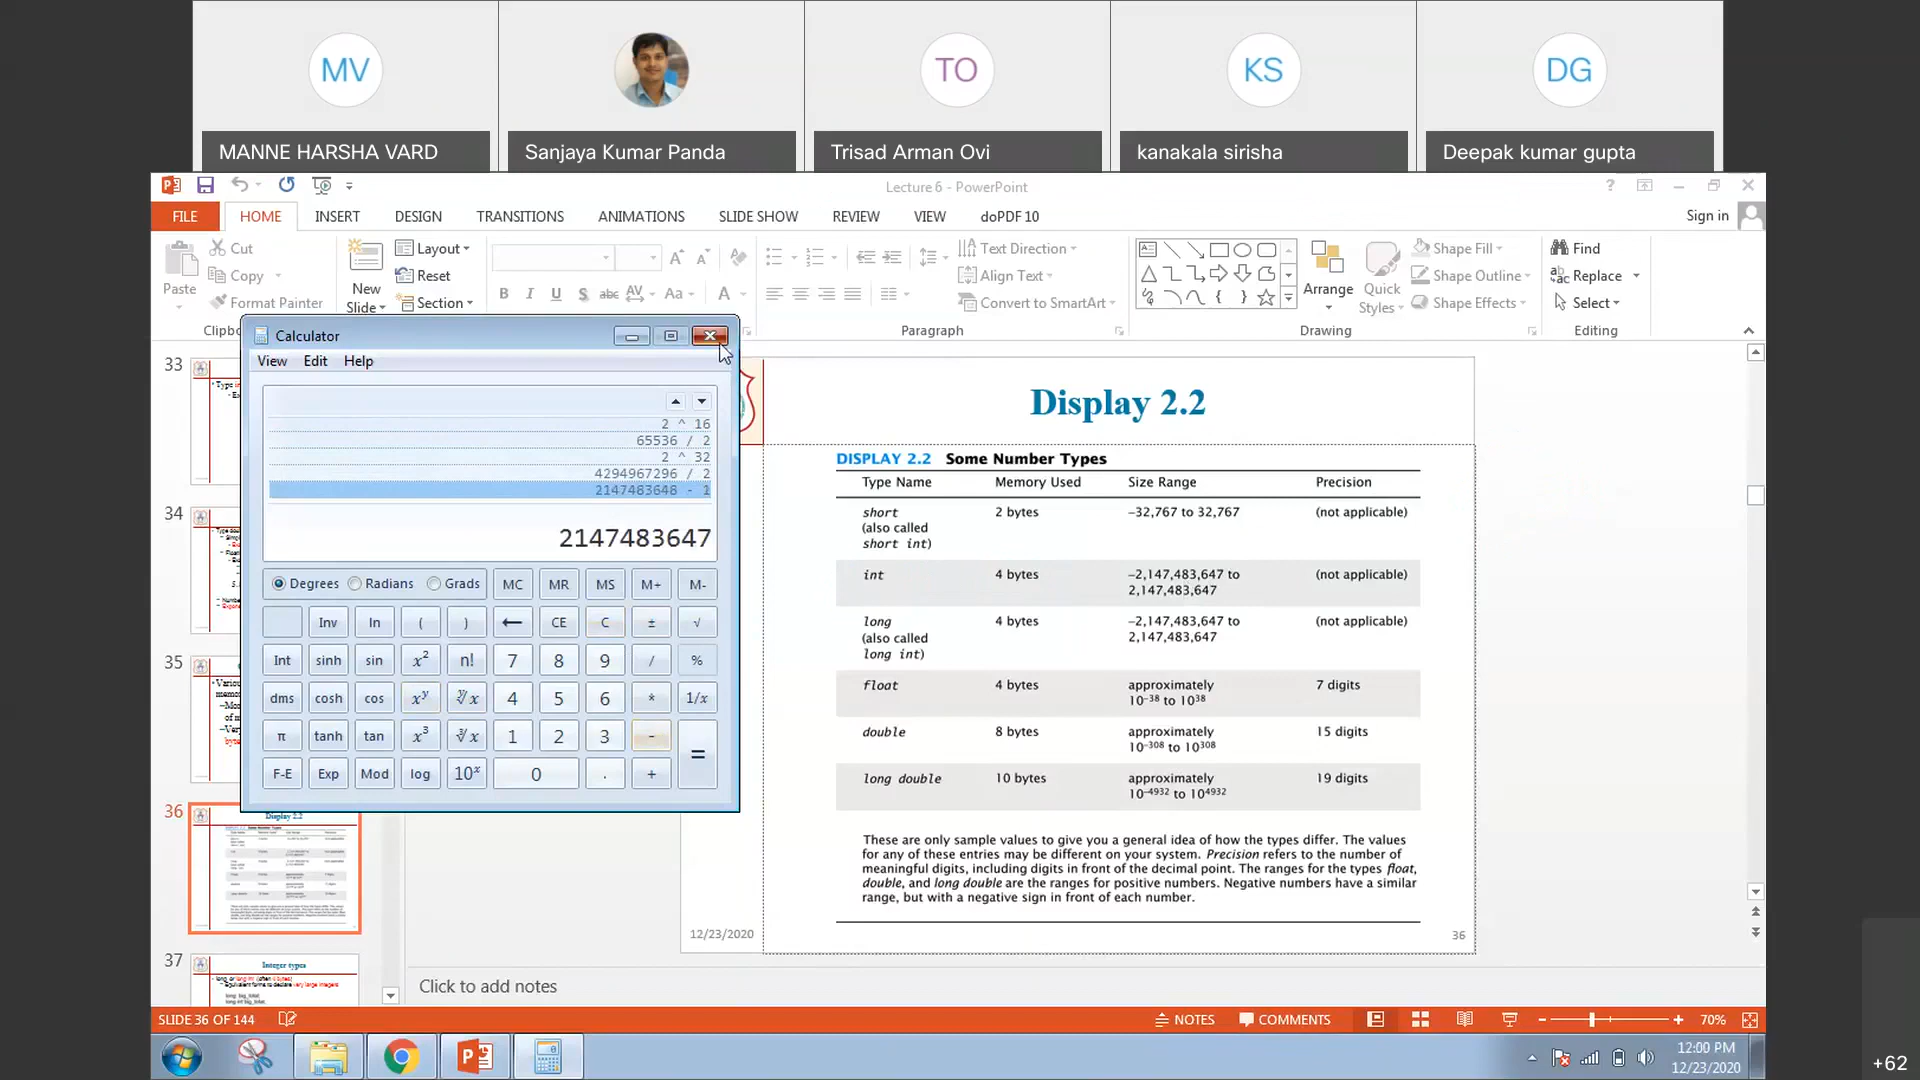 MV
TO
KS
DG
MANNE HARSHA VARD
Sanjaya Kumar Panda
Trisad Arman Ovi
kanakala sirisha
Deepak kumar gupta
Lecture 6 - PowerPoint
?
FILE
HOME
INSERT
DESIGN
TRANSITIONS
ANIMATIONS
SLIDE SHOW
REVIEW
VIEW
doPDF 10
Sign in
Paste
Cut
Copy
Format Painter
New
Slide
Layout
Reset
Section
B I U S abc AV Aa A
Text Direction
Align Text
Convert to SmartArt
Arrange
Quick
Styles
Shape Fill
Shape Outline
Shape Effects
Find
Replace
Select
Paragraph
Drawing
Editing
Calculator
View Edit Help
2 ^ 16
65536 / 2
2 ^ 32
4294967296 / 2
2147483648 - 1
2147483647
Degrees Radians Grads MC MR MS M+ M-
Inv ln ( ) ← CE C ± √
Int sinh sin x² n! 7 8 9 / %
dms cosh cos xʸ ʸ√x 4 5 6 * 1/x
π tanh tan x³ ³√x 1 2 3 - =
F-E Exp Mod log 10ˣ 0 . +
33
34
35
36
Display 2.2
37
Integer types
Display 2.2
DISPLAY 2.2 Some Number Types
Type Name Memory Used Size Range Precision
short 2 bytes −32,767 to 32,767 (not applicable)
(also called
short int)
int 4 bytes −2,147,483,647 to (not applicable)
2,147,483,647
long 4 bytes −2,147,483,647 to (not applicable)
(also called 2,147,483,647
long int)
float 4 bytes approximately 7 digits
10⁻³⁸ to 10³⁸
double 8 bytes approximately 15 digits
10⁻³⁰⁸ to 10³⁰⁸
long double 10 bytes approximately 19 digits
10⁻⁴⁹³² to 10⁴⁹³²
These are only sample values to give you a general idea of how the types differ. The values
for any of these entries may be different on your system. Precision refers to the number of
meaningful digits, including digits in front of the decimal point. The ranges for the types float,
double, and long double are the ranges for positive numbers. Negative numbers have a similar
range, but with a negative sign in front of each number.
12/23/2020
36
Click to add notes
SLIDE 36 OF 144
NOTES
COMMENTS
70%
12:00 PM
12/23/2020
+62